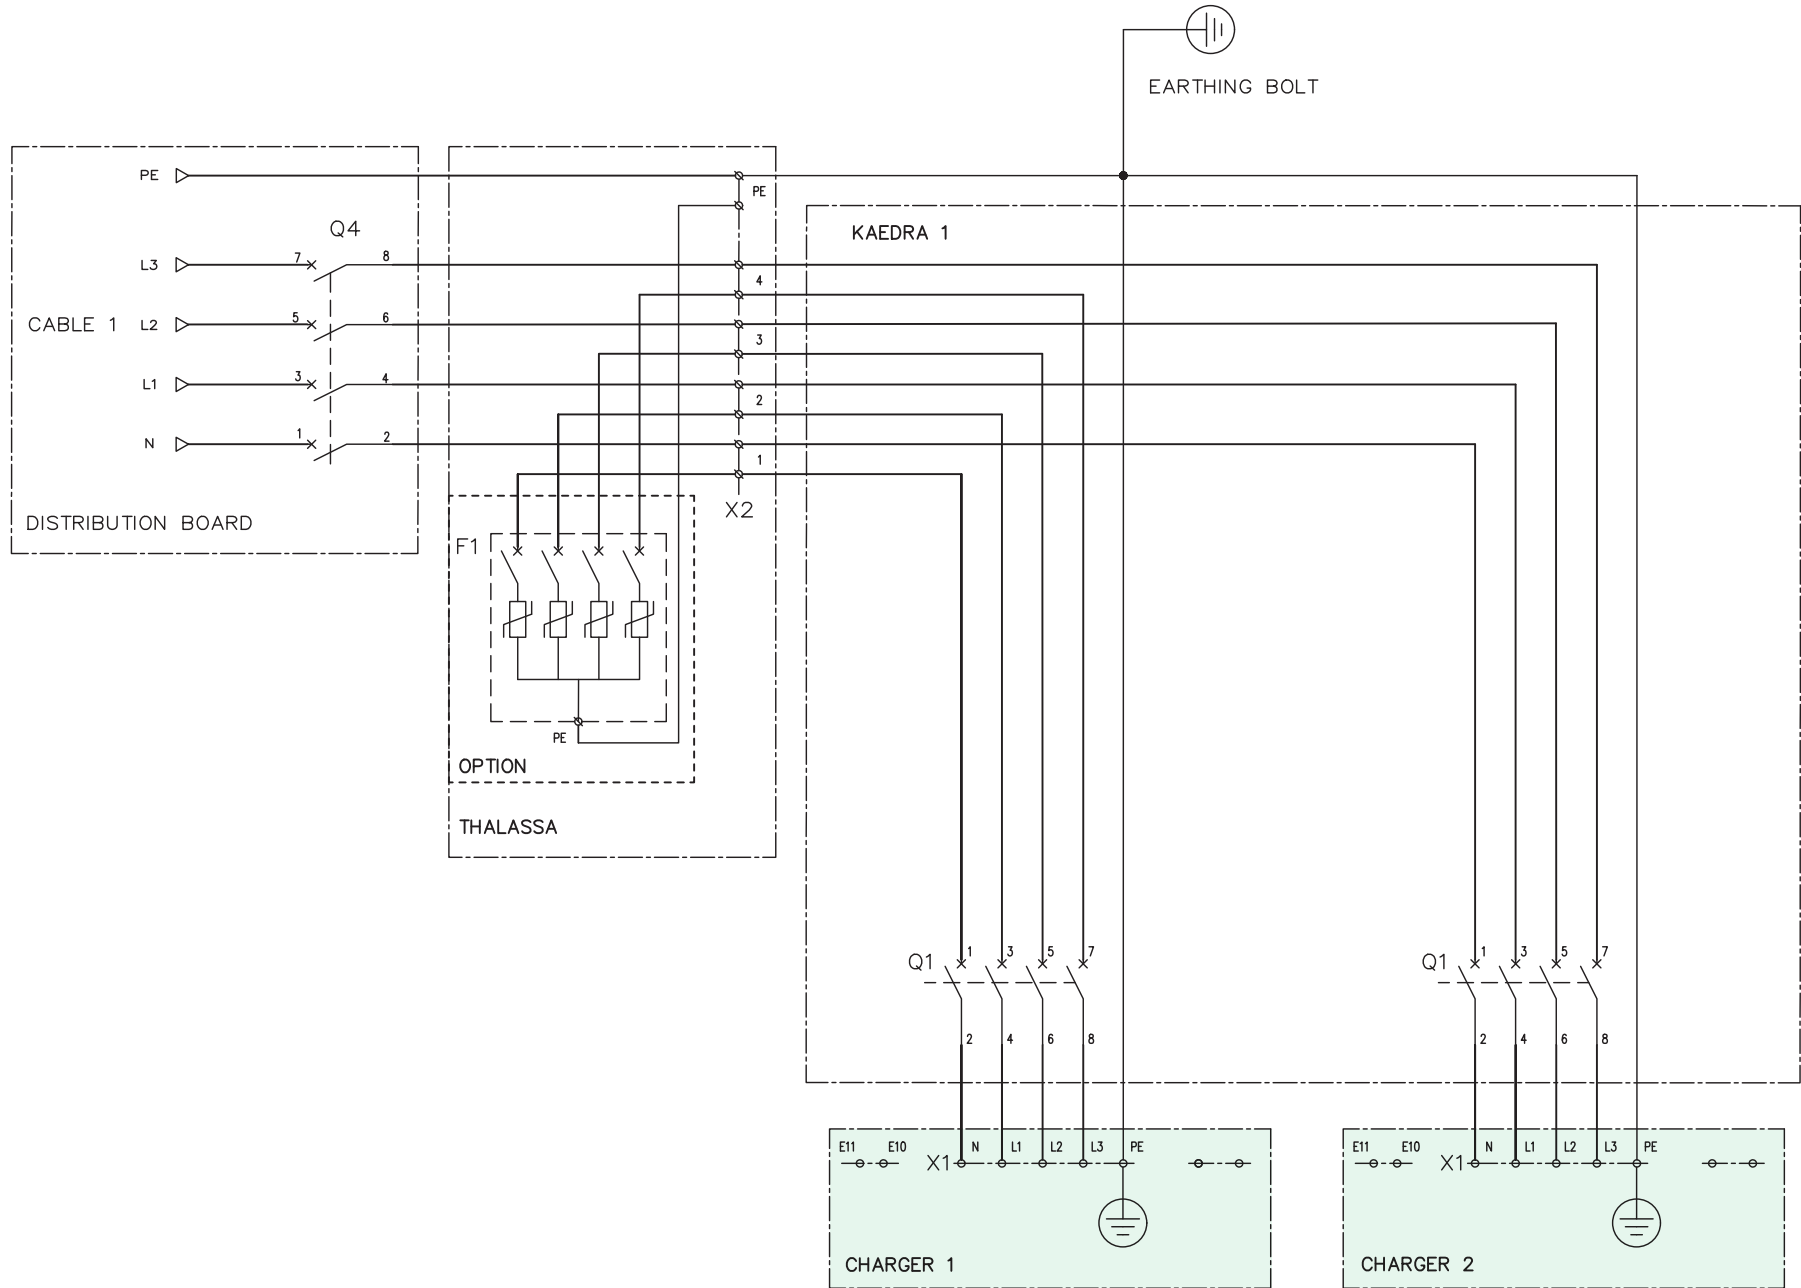 EARTHING BOLT
PE
PE
Q4
KAEDRA 1
L3 7 8
4
CABLE 1 L2 5 6
3
L1 3 4
2
N 1 2
1
X2
DISTRIBUTION BOARD
F1
PE
OPTION
THALASSA
Q1 1 3 5 7
Q1 1 3 5 7
2 4 6 8
2 4 6 8
E11 E10 N L1 L2 L3 PE
X1
E11 E10 N L1 L2 L3 PE
X1
CHARGER 1
CHARGER 2